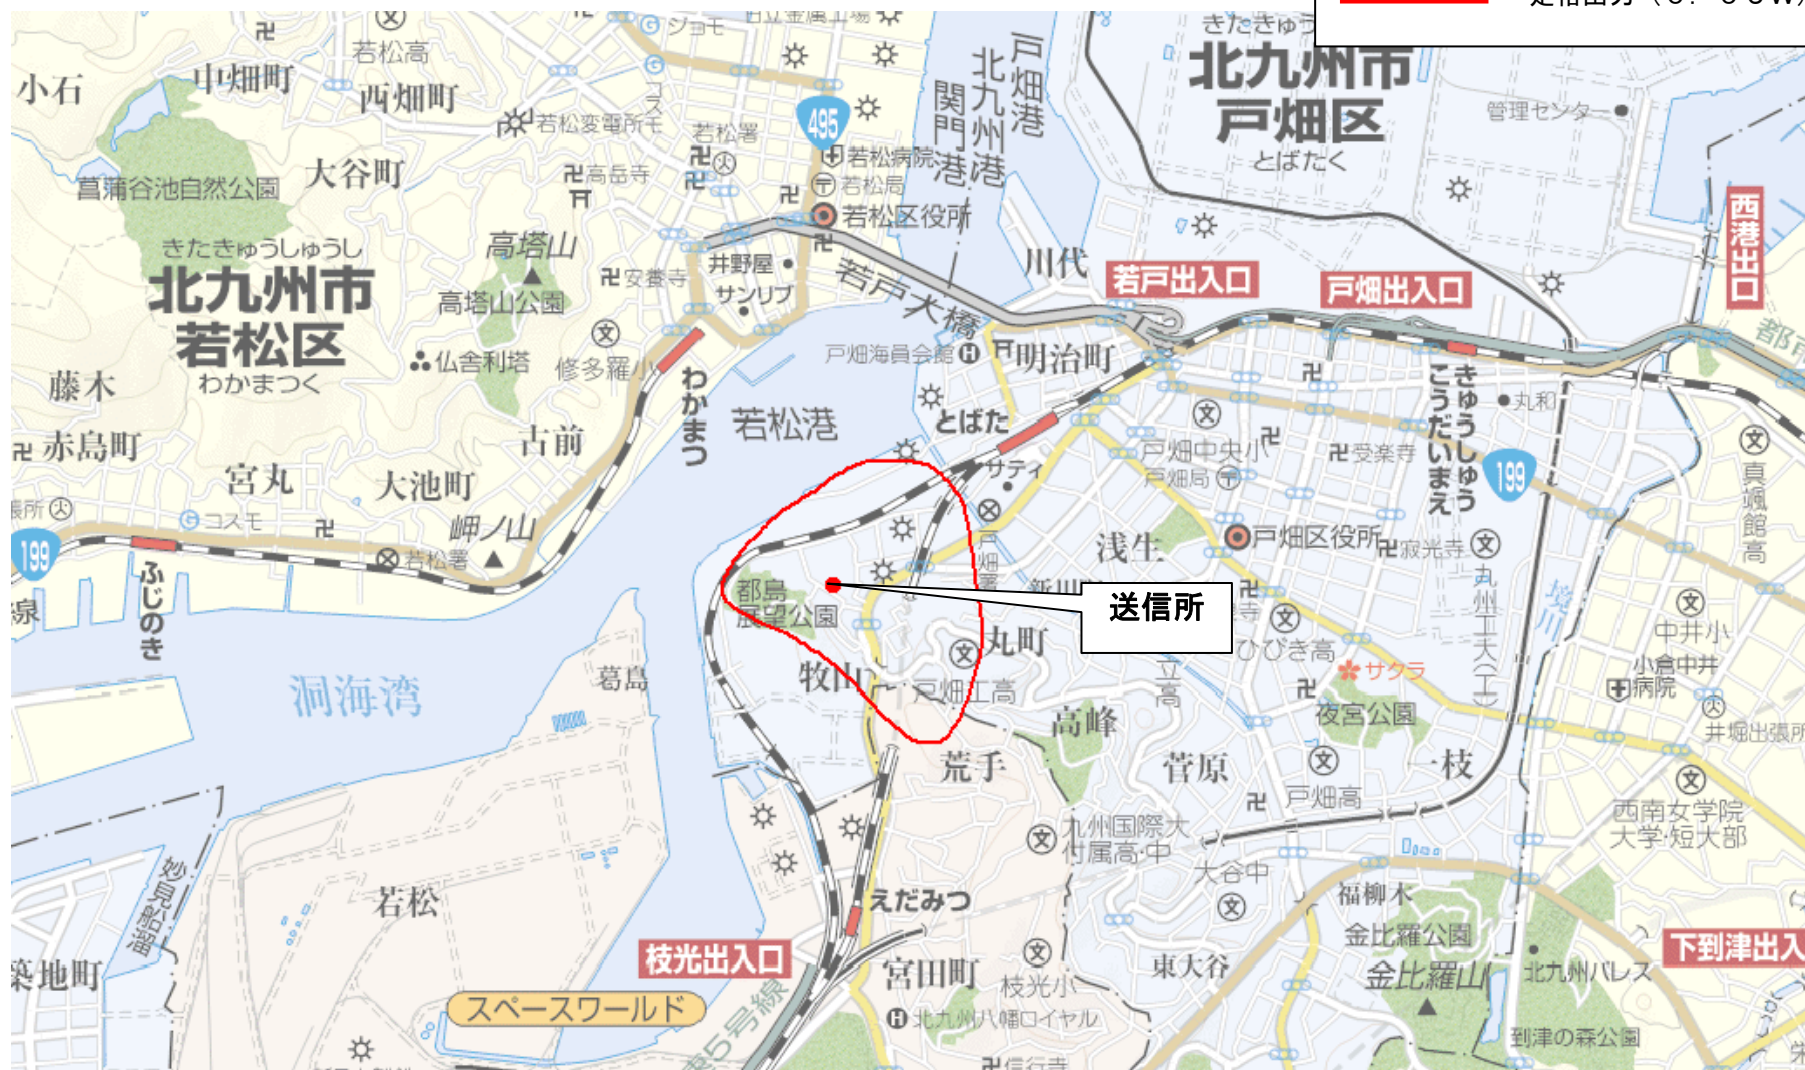 北九州市
戸畑区
とばたく
小石
中畑町
西畑町
若松高
ジョモ
コスモ
若松変電所
若松署
495
若松病院
若松局
若松区役所
戸畑港
北九州港
関門港
管理センター
菖蒲谷池自然公園
大谷町
高岳寺
きたきゅうしゅうし
北九州市
若松区
わかまつく
高塔山
高塔山公園
安養寺
井野屋
サンリブ
若戸大橋
川代
若戸出入口
戸畑出入口
西港出口
仏舎利塔
修多羅小
わかまつ
戸畑海員会館
明治町
藤木
赤島町
宮丸
大池町
古前
若松港
とばた
サティ
戸畑中央小
戸畑局
受楽寺
丸和
きゅうしゅう
こうだいまえ
199
真颯館高
コスモ
岬ノ山
若松署
199
ふじのき
戸畑署
浅生
戸畑区役所
寂光寺
九州工大(工)
境川
都島
展望公園
送信所
丸町
ひびき高
サクラ
中井小
小倉中井
病院
牧山
戸畑工高
葛島
洞海湾
高峰
夜宮公園
井堀出張所
荒手
菅原
一枝
戸畑高
西南女学院
大学・短大部
九州国際大
付属高・中
大谷中
妙見船溜
若松
えだみつ
福柳木
金比羅公園
下到津出入
枝光出入口
宮田町
枝光小
東大谷
金比羅山
北九州パレス
築地町
スペースワールド
北九州八幡ロイヤル
到津の森公園
信行寺